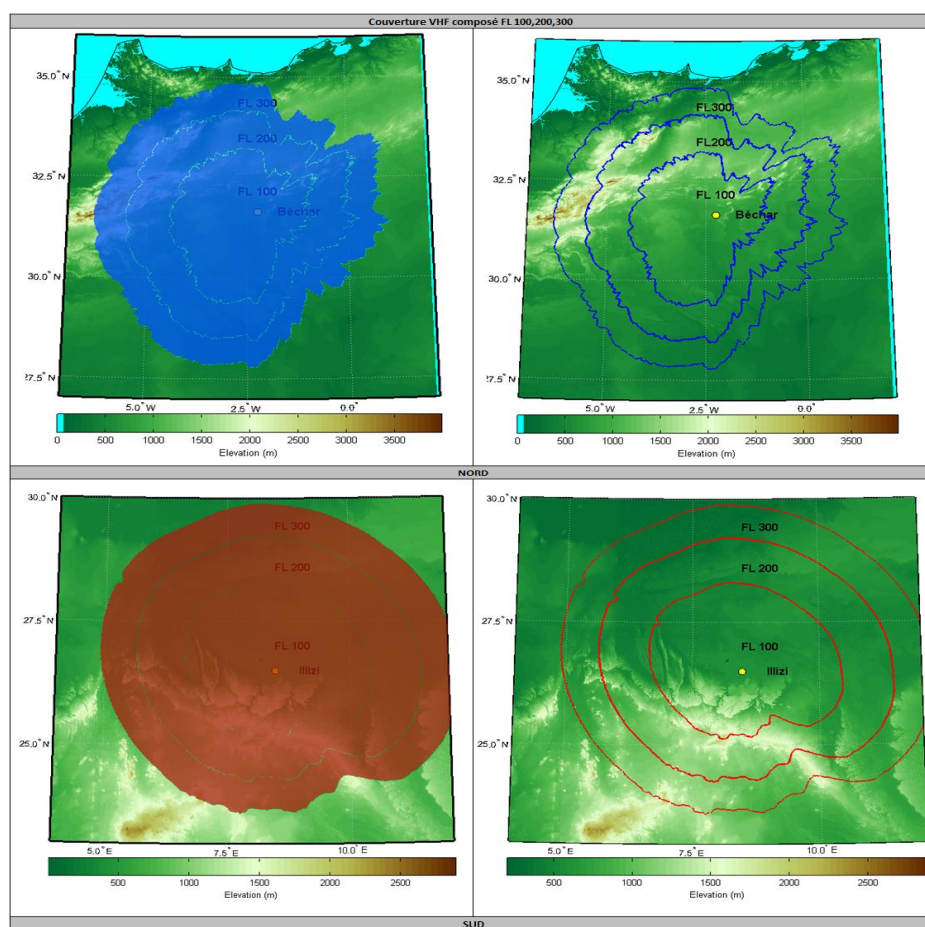 Couverture VHF composé FL 100,200,300
35.0° N
32.5° N
30.0° N
27.5° N
FL 300
FL 200
FL 100
Béchar
5.0° W
2.5° W
0.0°
0 500 1000 1500 2000 2500 3000 3500
Elevation (m)
35.0° N
32.5° N
30.0° N
27.5° N
FL300
FL200
FL 100
Béchar
5.0° W
2.5° W
0.0°
0 500 1000 1500 2000 2500 3000 3500
Elevation (m)
NORD
30.0° N
27.5° N
25.0° N
FL 300
FL 200
FL 100
Illizi
5.0° E
7.5° E
10.0° E
500 1000 1500 2000 2500
Elevation (m)
30.0° N
27.5° N
25.0° N
FL 300
FL 200
FL 100
Illizi
5.0° E
7.5° E
10.0° E
500 1000 1500 2000 2500
Elevation (m)
SUD